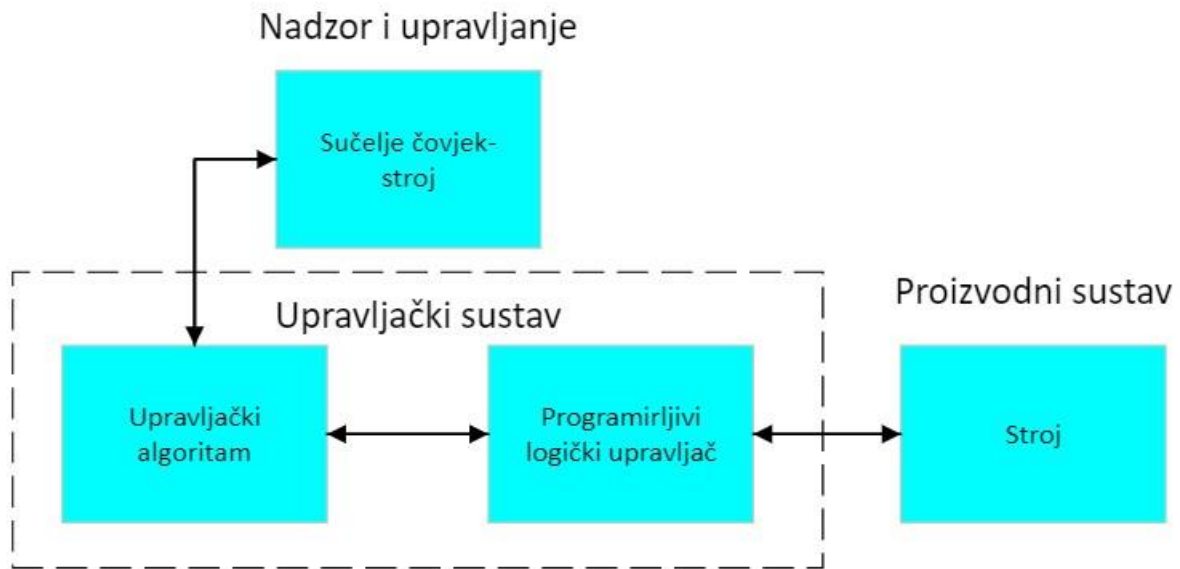 Nadzor i upravljanje
Sučelje čovjek-
stroj
Upravljački sustav
Proizvodni sustav
Upravljački
algoritam
Programirljivi
logički upravljač
Stroj